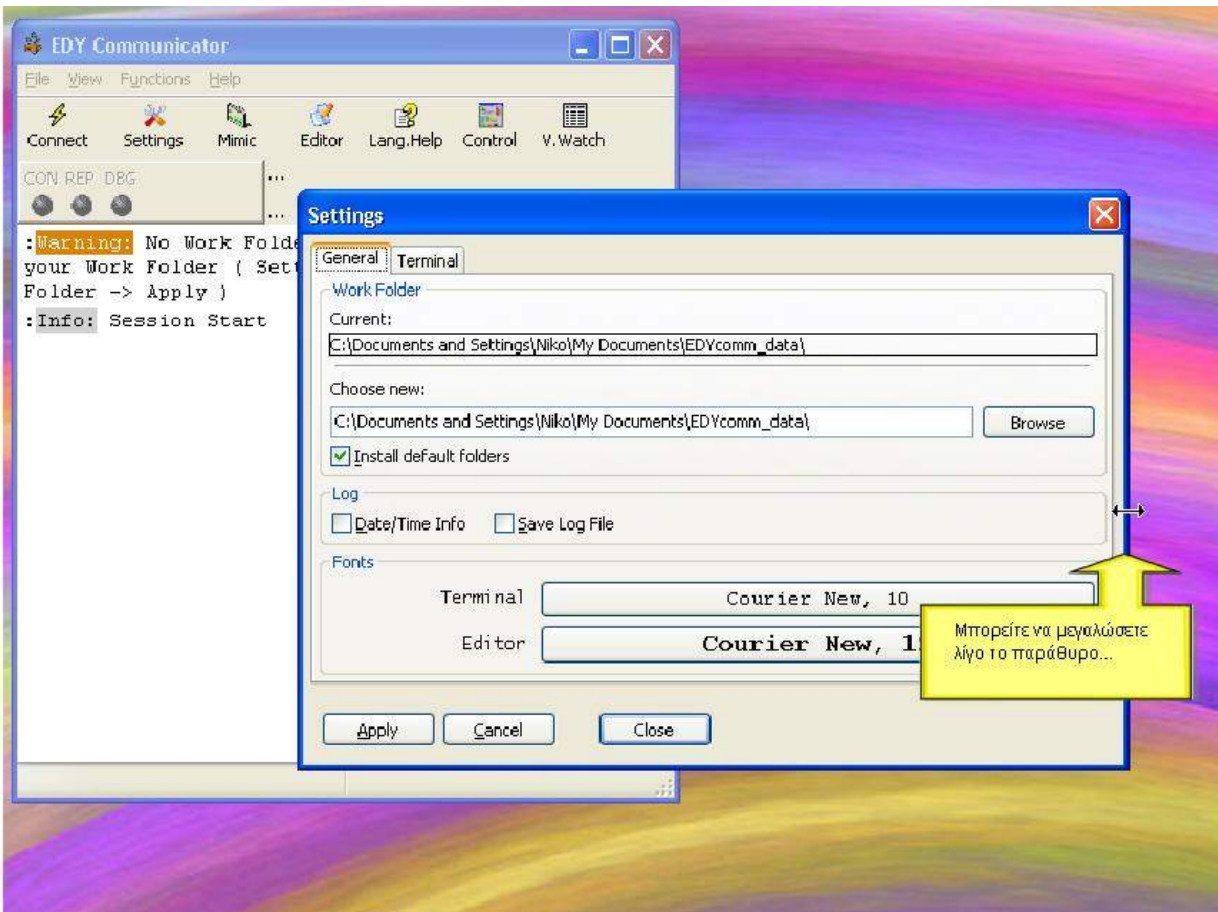 EDY Communicator
File View Functions Help
Connect Settings Mimic Editor Lang.Help Control V.Watch
CON REP DBG
...
...
:Warning: No Work Folde
your Work Folder ( Sett
Folder -> Apply )
:Info: Session Start
Settings
General Terminal
Work Folder
Current:
C:\Documents and Settings\Niko\My Documents\EDYcomm_data\
Choose new:
C:\Documents and Settings\Niko\My Documents\EDYcomm_data\ Browse
Install default folders
Log
Date/Time Info Save Log File
Fonts
Terminal Courier New, 10
Editor Courier New,
Μπορείτε να μεγαλώσετε
λίγο το παράθυρο...
Apply Cancel Close